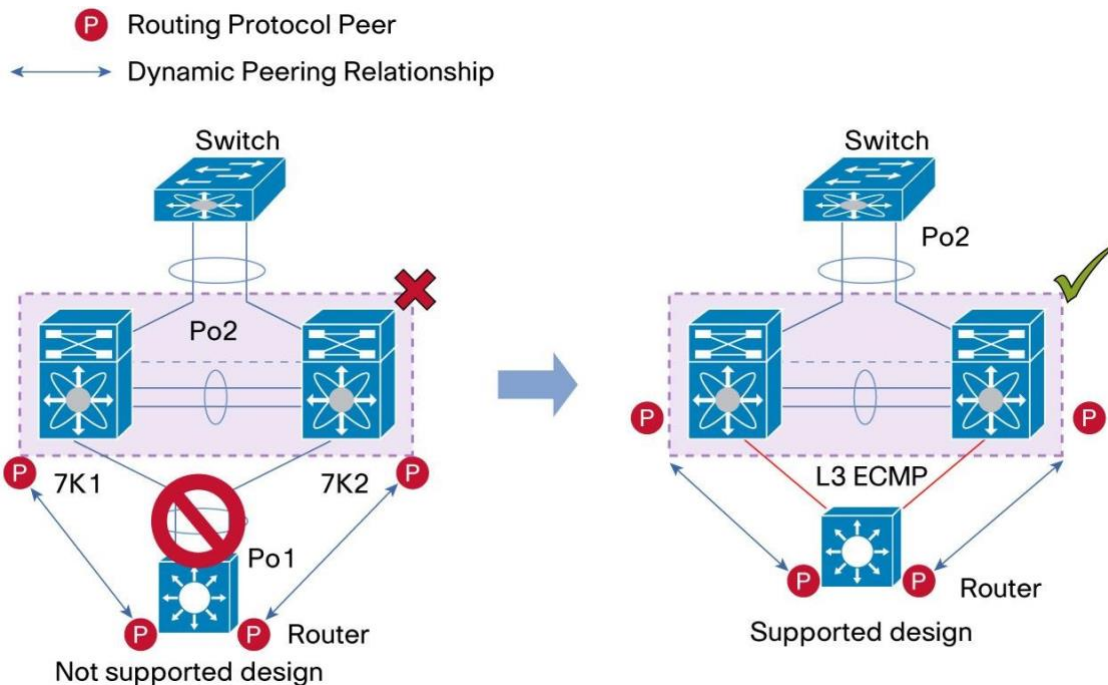 P Routing Protocol Peer
Dynamic Peering Relationship
Switch
Po2
7K1
7K2
P
P
Po1
P
P
Router
Not supported design
Switch
Po2
P
P
L3 ECMP
P
P
Router
Supported design